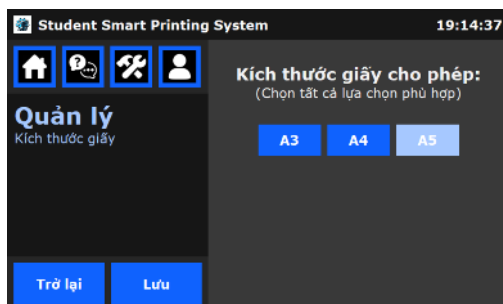 Student Smart Printing System
19:14:37
Quản lý
Kích thước giấy
Kích thước giấy cho phép:
(Chọn tất cả lựa chọn phù hợp)
A3 A4 A5
Trở lại Lưu